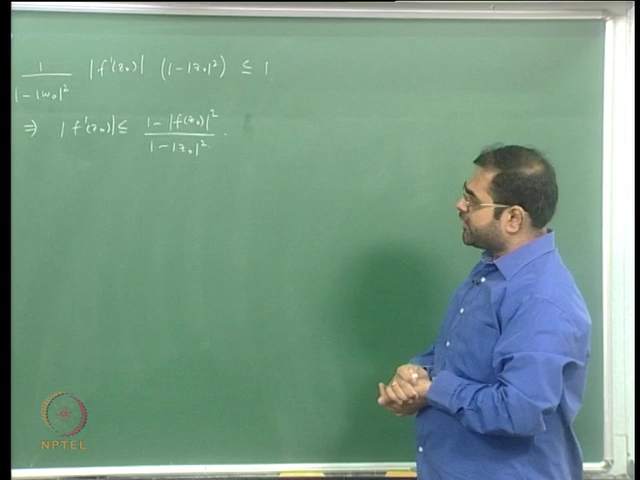 1/(1-|w₀|²) |f'(z₀)| (1-|z₀|²) ≤ 1.
⇒ |f'(z₀)| ≤ (1-|f(z₀)|²)/(1-|z₀|²).
NPTEL